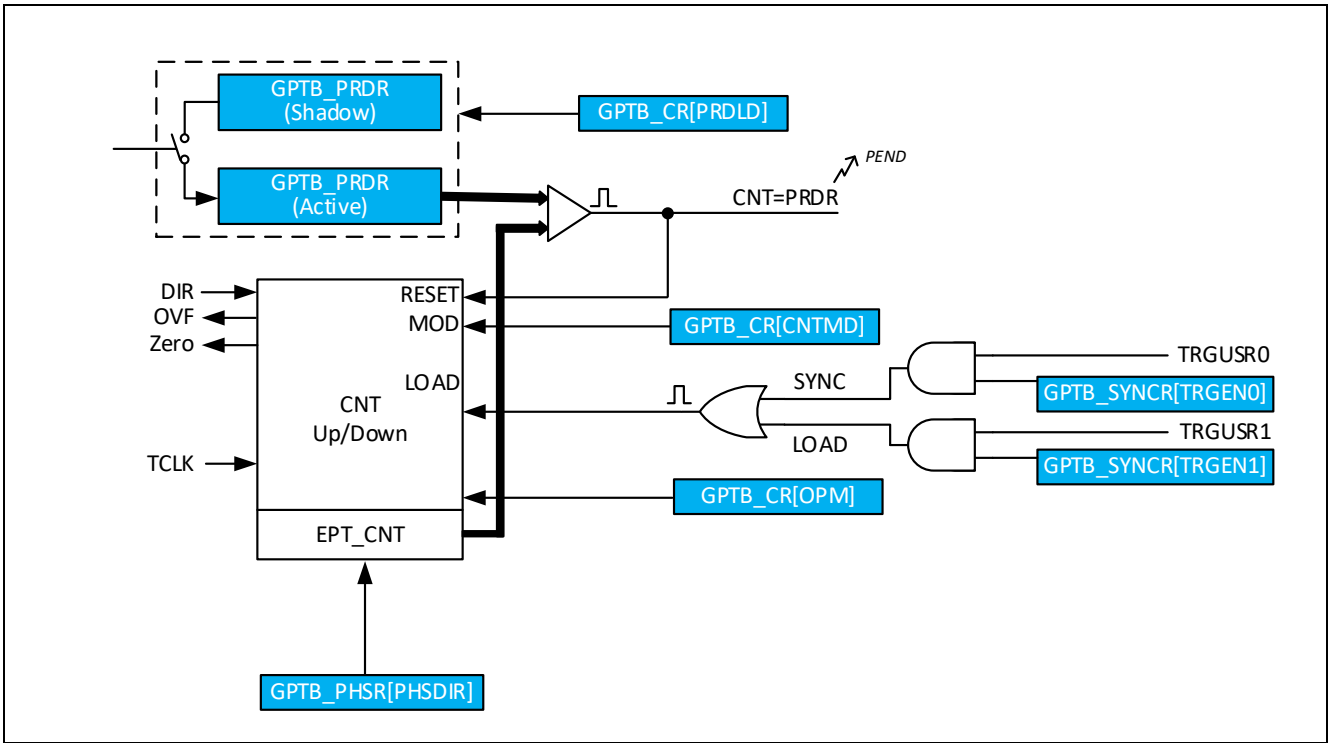 GPTB_PRDR
(Shadow)
GPTB_CR[PRDLD]
PEND
GPTB_PRDR
(Active)
CNT=PRDR
DIR
OVF
Zero
RESET
MOD
GPTB_CR[CNTMD]
LOAD
CNT
Up/Down
SYNC
LOAD
TRGUSR0
GPTB_SYNCR[TRGEN0]
TRGUSR1
GPTB_SYNCR[TRGEN1]
TCLK
GPTB_CR[OPM]
EPT_CNT
GPTB_PHSR[PHSDIR]